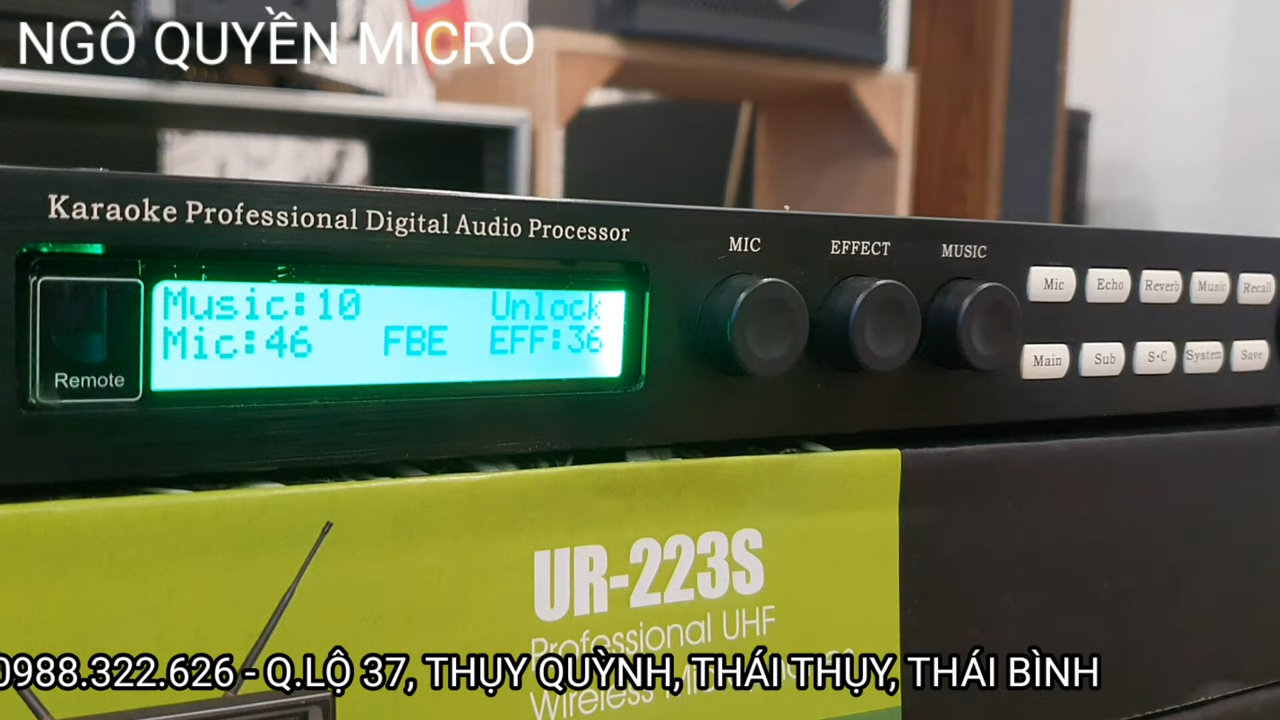 NGÔ QUYỀN MICRO
Karaoke Professional Digital Audio Processor
MIC EFFECT MUSIC
Music:10 Unlock
Mic:46 FBE EFF:36
Remote
Mic Echo Reverb Music Recall
Main Sub S•C System Save
UR-223S
Professional UHF
Wireless
0988.322.626 - Q.LỘ 37, THỤY QUỲNH, THÁI THỤY, THÁI BÌNH